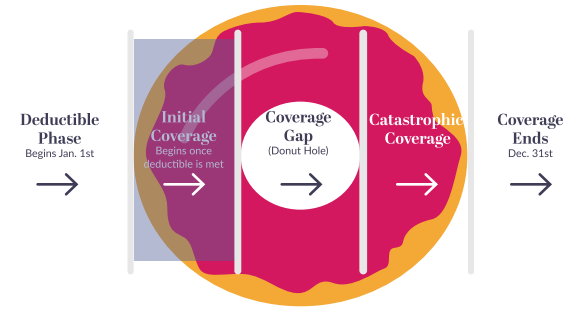 Deductible
Phase
Begins Jan. 1st
Initial
Coverage
Begins once
deductible is met
Coverage
Gap
(Donut Hole)
Catastrophic
Coverage
Coverage
Ends
Dec. 31st